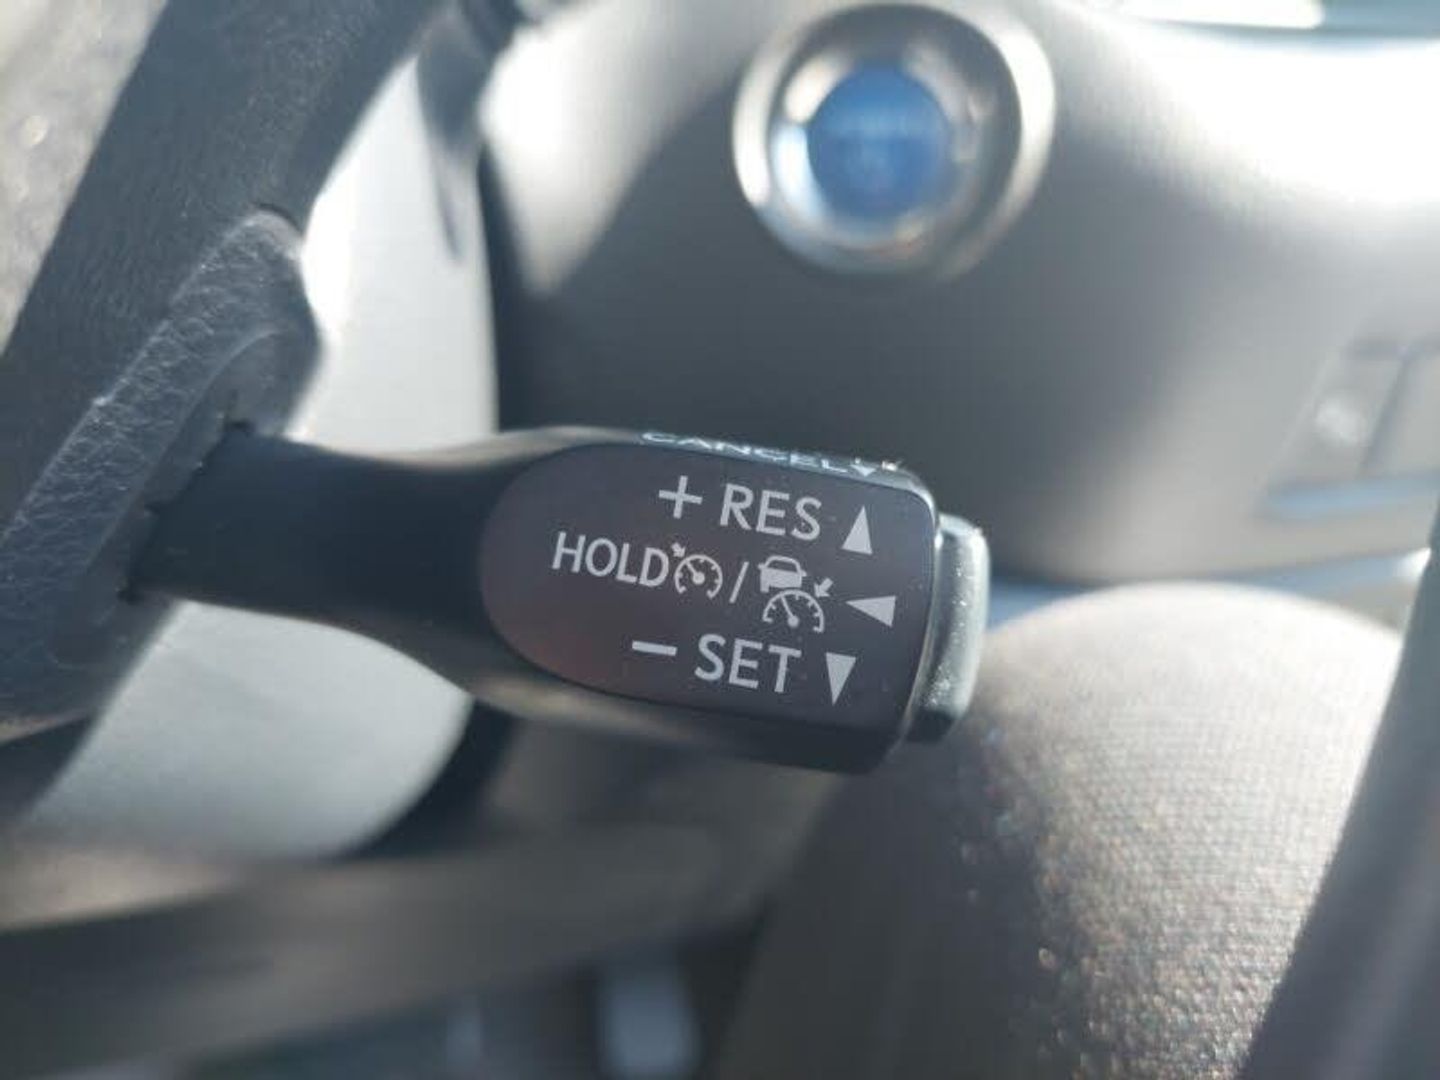 CANCEL
+ RES
HOLD /
− SET